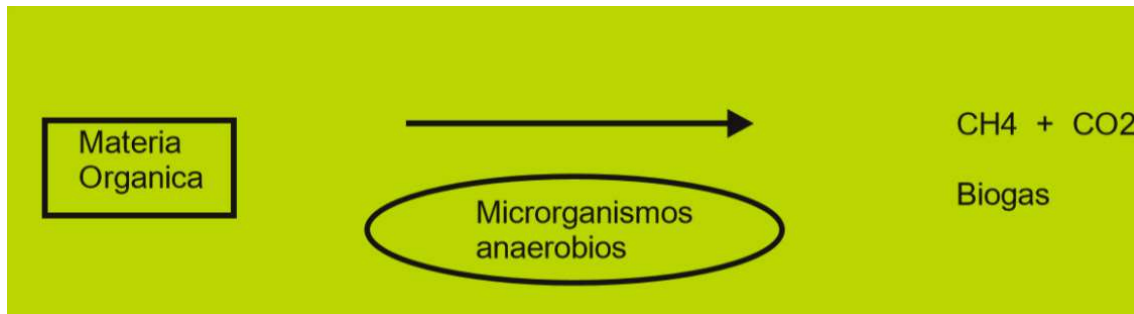 Materia
Organica
Microrganismos
anaerobios
CH4 + CO2
Biogas